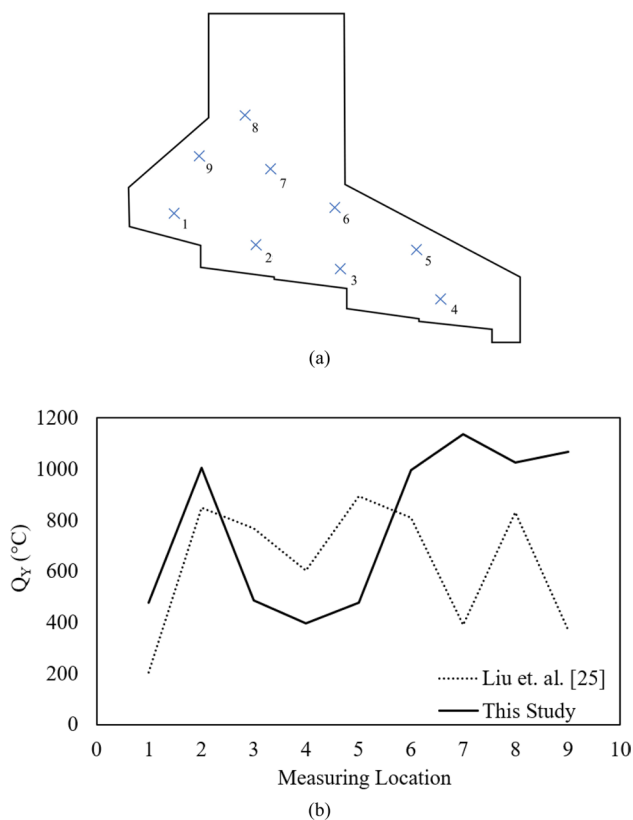 8
9
7
6
1
2
5
3
4
(a)
1200
1000
800
600
400
200
0
Q_Y (°C)
Liu et. al. [25]
This Study
0 1 2 3 4 5 6 7 8 9 10
Measuring Location
(b)